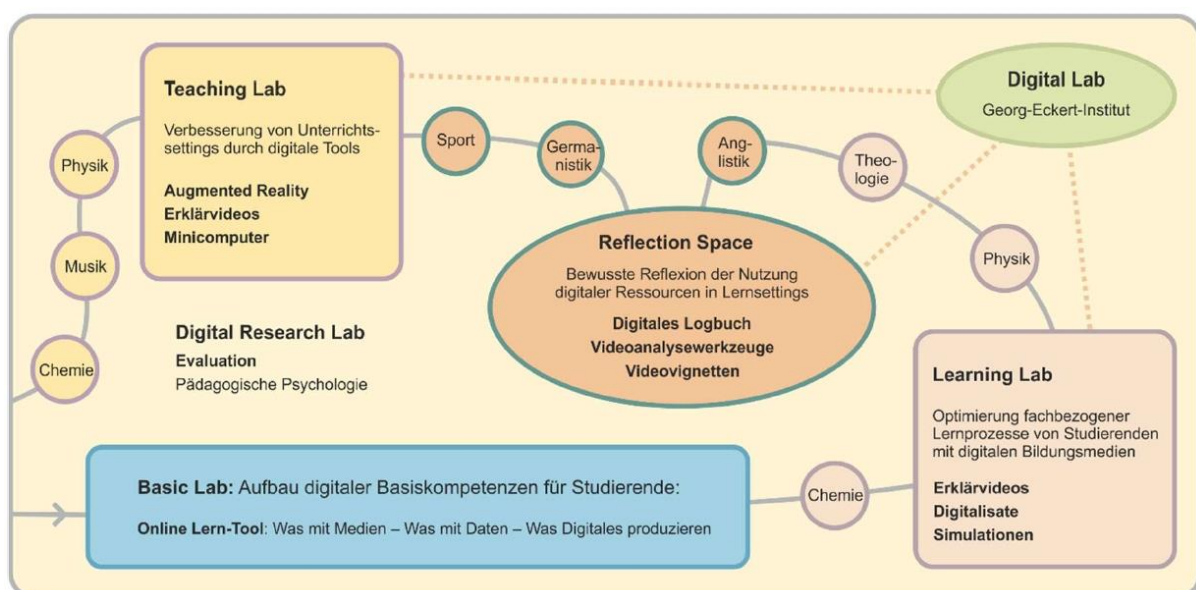 Teaching Lab
Verbesserung von Unterrichts-
settings durch digitale Tools
Augmented Reality
Erklärvideos
Minicomputer
Physik
Musik
Chemie
Sport
Germa-
nistik
Ang-
listik
Theo-
logie
Physik
Digital Lab
Georg-Eckert-Institut
Reflection Space
Bewusste Reflexion der Nutzung
digitaler Ressourcen in Lernsettings
Digitales Logbuch
Videoanalysewerkzeuge
Videovignetten
Digital Research Lab
Evaluation
Pädagogische Psychologie
Learning Lab
Optimierung fachbezogener
Lernprozesse von Studierenden
mit digitalen Bildungsmedien
Erklärvideos
Digitalisate
Simulationen
Basic Lab: Aufbau digitaler Basiskompetenzen für Studierende:
Online Lern-Tool: Was mit Medien – Was mit Daten – Was Digitales produzieren
Chemie